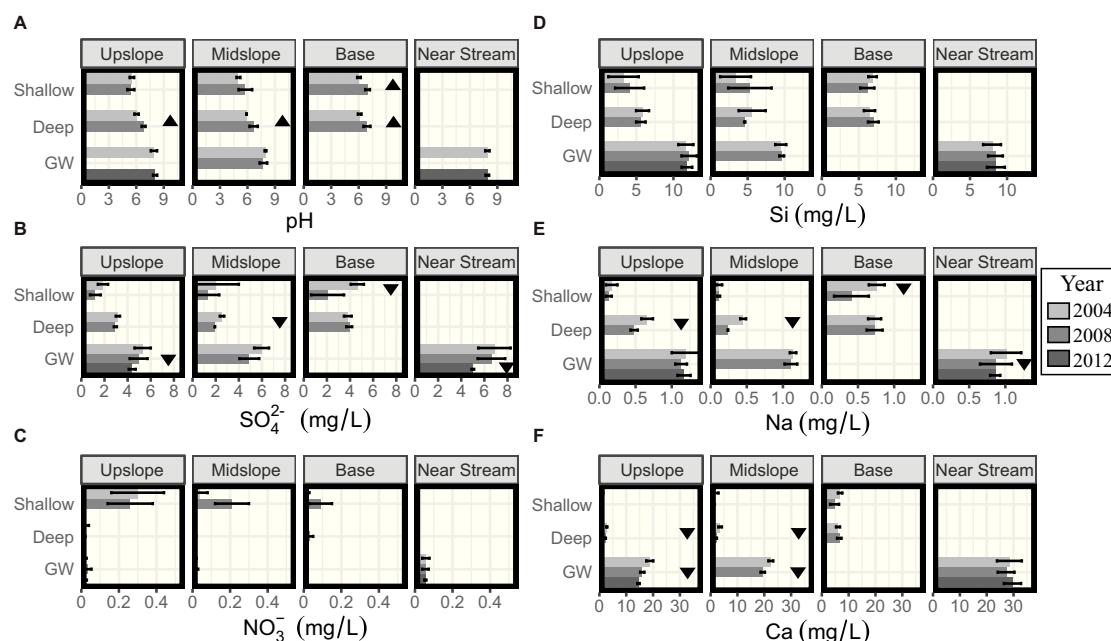 A
Upslope Midslope Base Near Stream
Shallow
Deep
GW
0 3 6 9 0 3 6 9 0 3 6 9 0 3 6 9
pH
B
Upslope Midslope Base Near Stream
Shallow
Deep
GW
0 2 4 6 8 0 2 4 6 8 0 2 4 6 8 0 2 4 6 8
SO₄²⁻ (mg/L)
C
Upslope Midslope Base Near Stream
Shallow
Deep
GW
0 0.2 0.4 0 0.2 0.4 0 0.2 0.4 0 0.2 0.4
NO₃⁻ (mg/L)
D
Upslope Midslope Base Near Stream
Shallow
Deep
GW
0 5 10 0 5 10 0 5 10 0 5 10
Si (mg/L)
E
Upslope Midslope Base Near Stream
Shallow
Deep
GW
0.0 0.5 1.0 0.0 0.5 1.0 0.0 0.5 1.0 0.0 0.5 1.0
Na (mg/L)
F
Upslope Midslope Base Near Stream
Shallow
Deep
GW
0 10 20 30 0 10 20 30 0 10 20 30 0 10 20 30
Ca (mg/L)
Year
2004
2008
2012